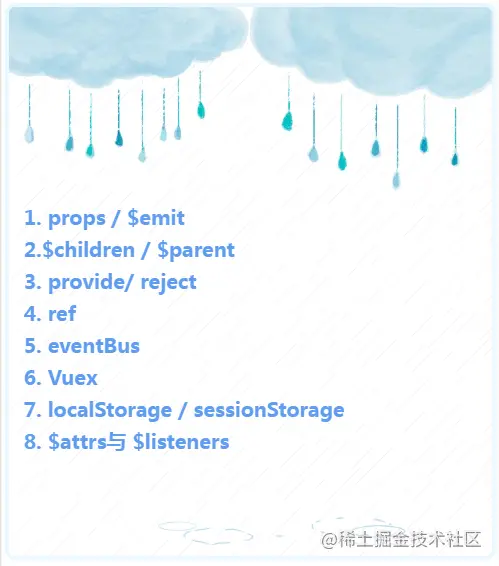 1. props / $emit
2.$children / $parent
3. provide/ reject
4. ref
5. eventBus
6. Vuex
7. localStorage / sessionStorage
8. $attrs与 $listeners
@稀土掘金技术社区